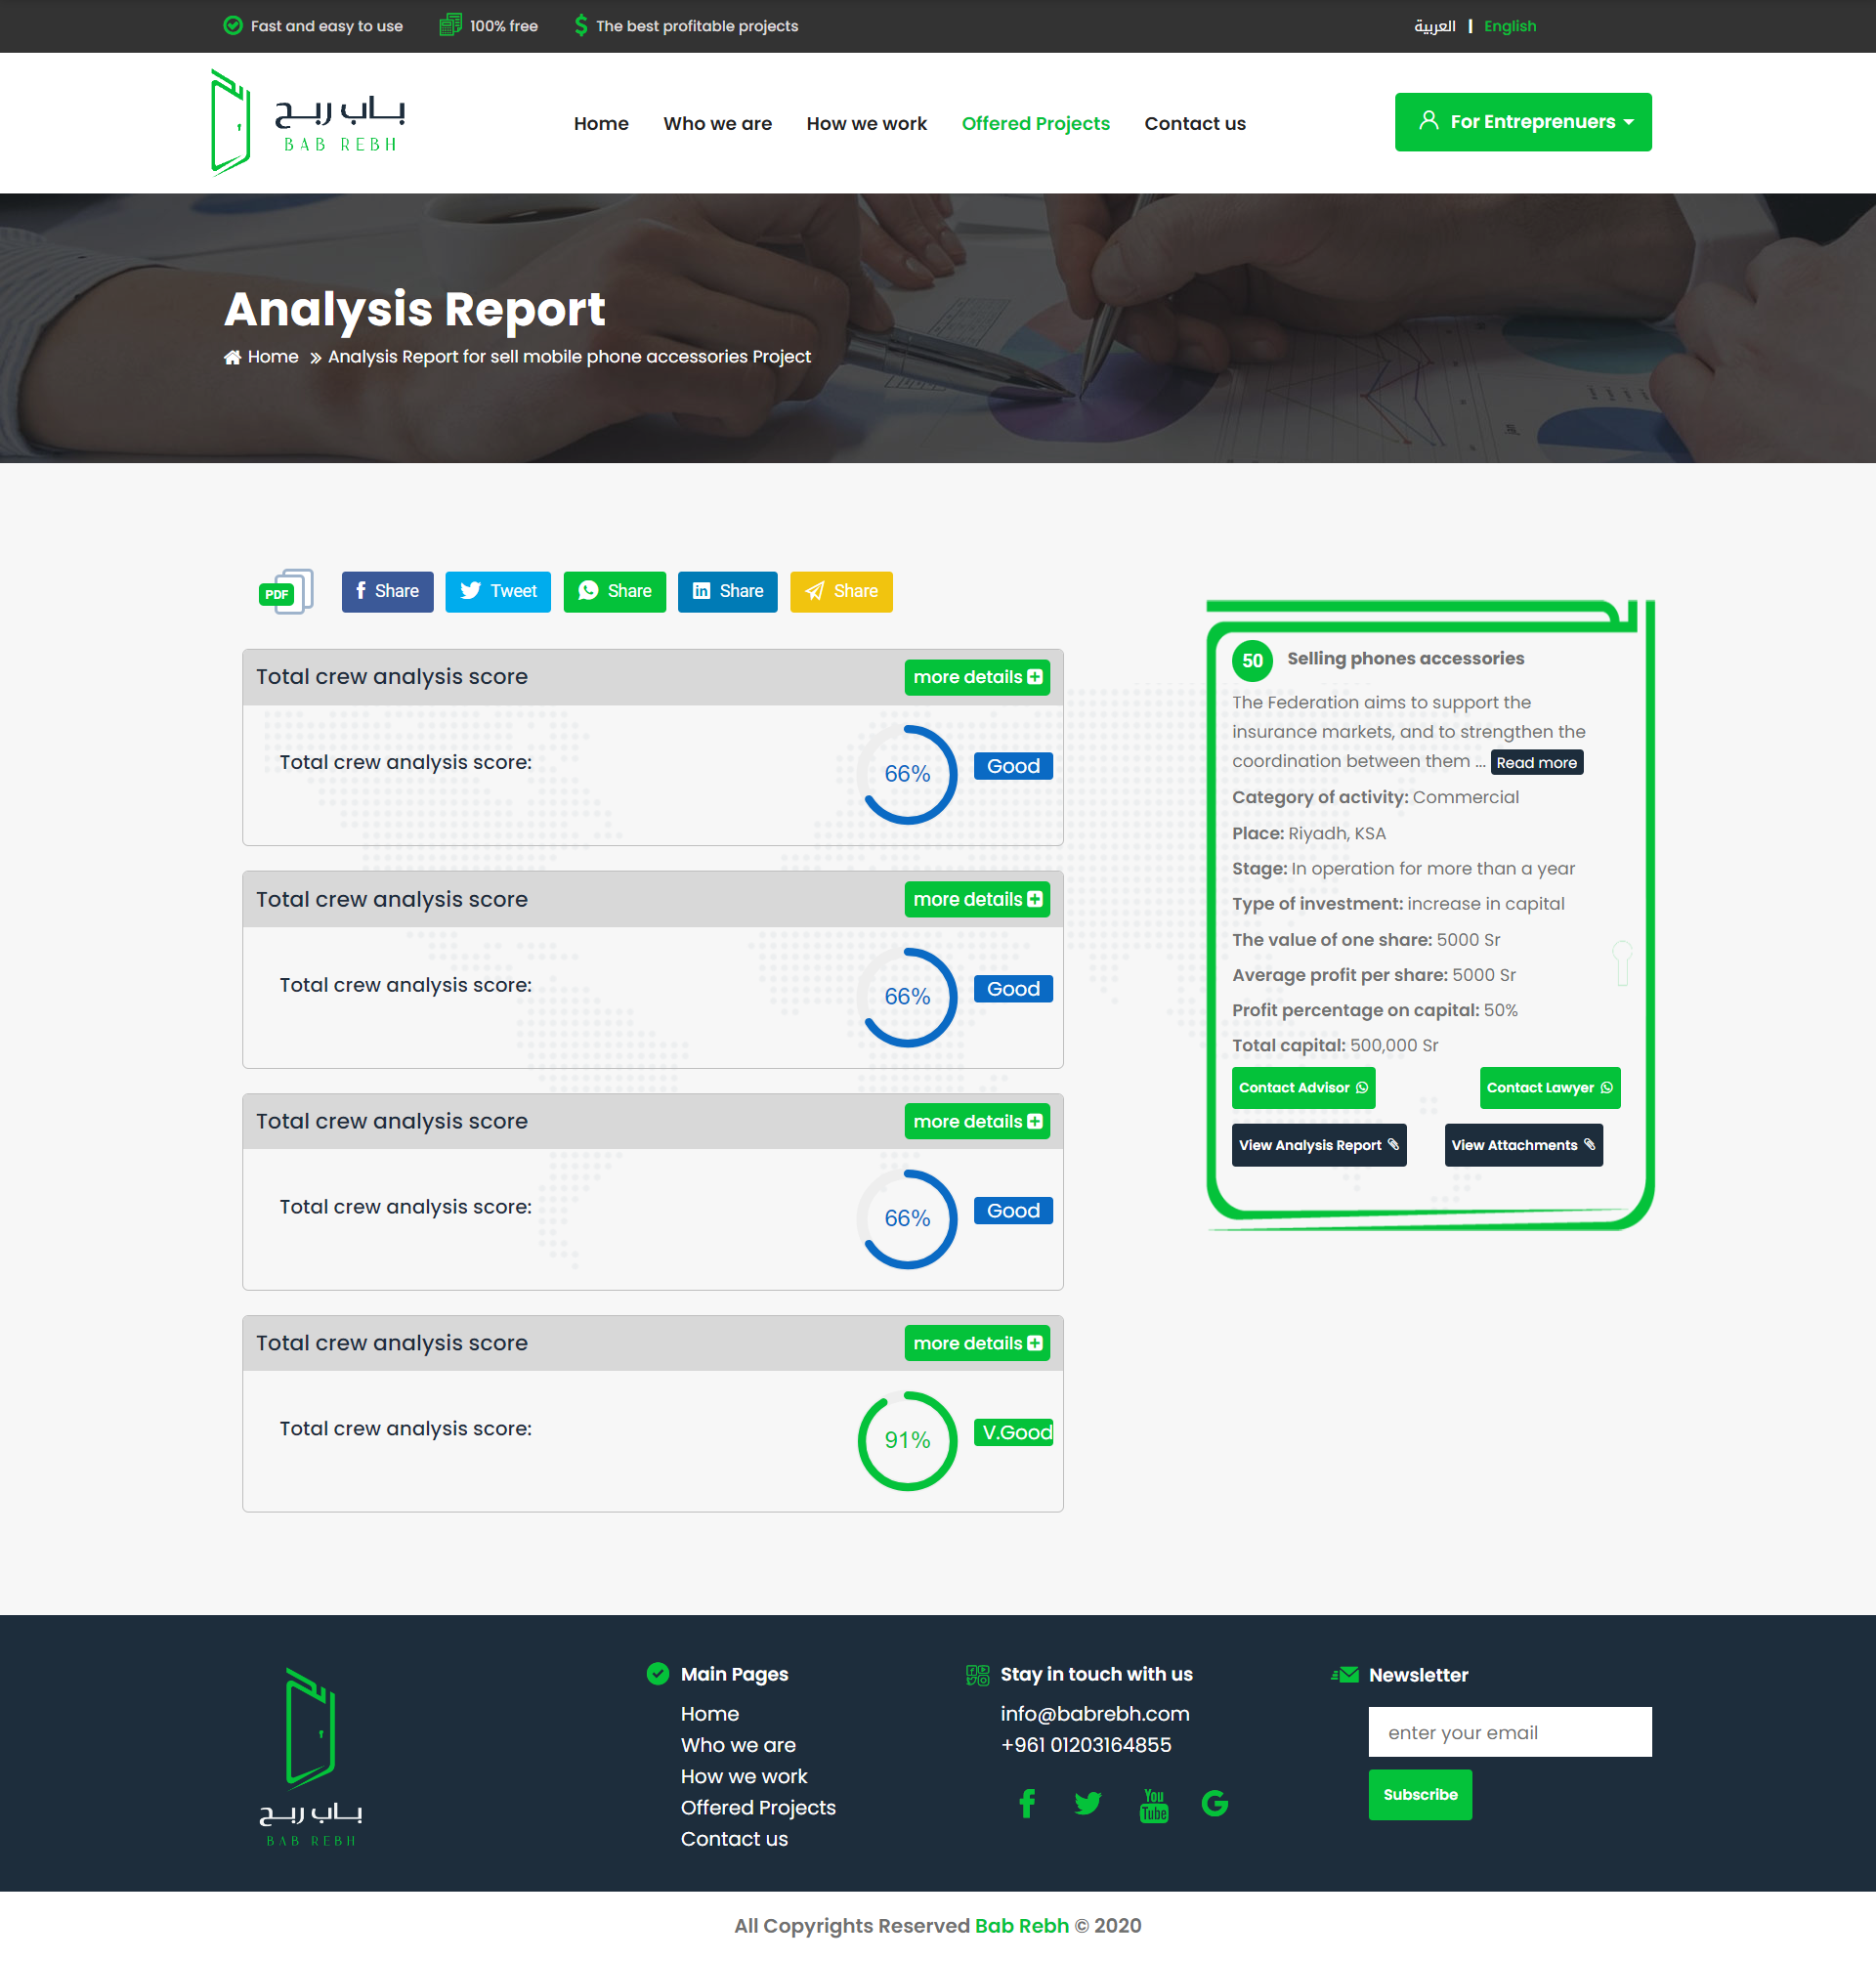 Fast and easy to use
100% free
The best profitable projects
العربية | English
باب ربح
BAB REBH
Home
Who we are
How we work
Offered Projects
Contact us
For Entreprenuers
Analysis Report
Home » Analysis Report for sell mobile phone accessories Project
PDF
Share
Tweet
Share
Share
Share
Total crew analysis score
more details
Total crew analysis score:
66%
Good
Total crew analysis score
more details
Total crew analysis score:
66%
Good
Total crew analysis score
more details
Total crew analysis score:
66%
Good
Total crew analysis score
more details
Total crew analysis score:
91%
V.Good
50 Selling phones accessories
The Federation aims to support the
insurance markets, and to strengthen the
coordination between them ... Read more
Category of activity: Commercial
Place: Riyadh, KSA
Stage: In operation for more than a year
Type of investment: increase in capital
The value of one share: 5000 Sr
Average profit per share: 5000 Sr
Profit percentage on capital: 50%
Total capital: 500,000 Sr
Contact Advisor
Contact Lawyer
View Analysis Report
View Attachments
باب ربح
BAB REBH
Main Pages
Home
Who we are
How we work
Offered Projects
Contact us
Stay in touch with us
info@babrebh.com
+961 01203164855
You
Tube
Newsletter
enter your email
Subscribe
All Copyrights Reserved Bab Rebh © 2020